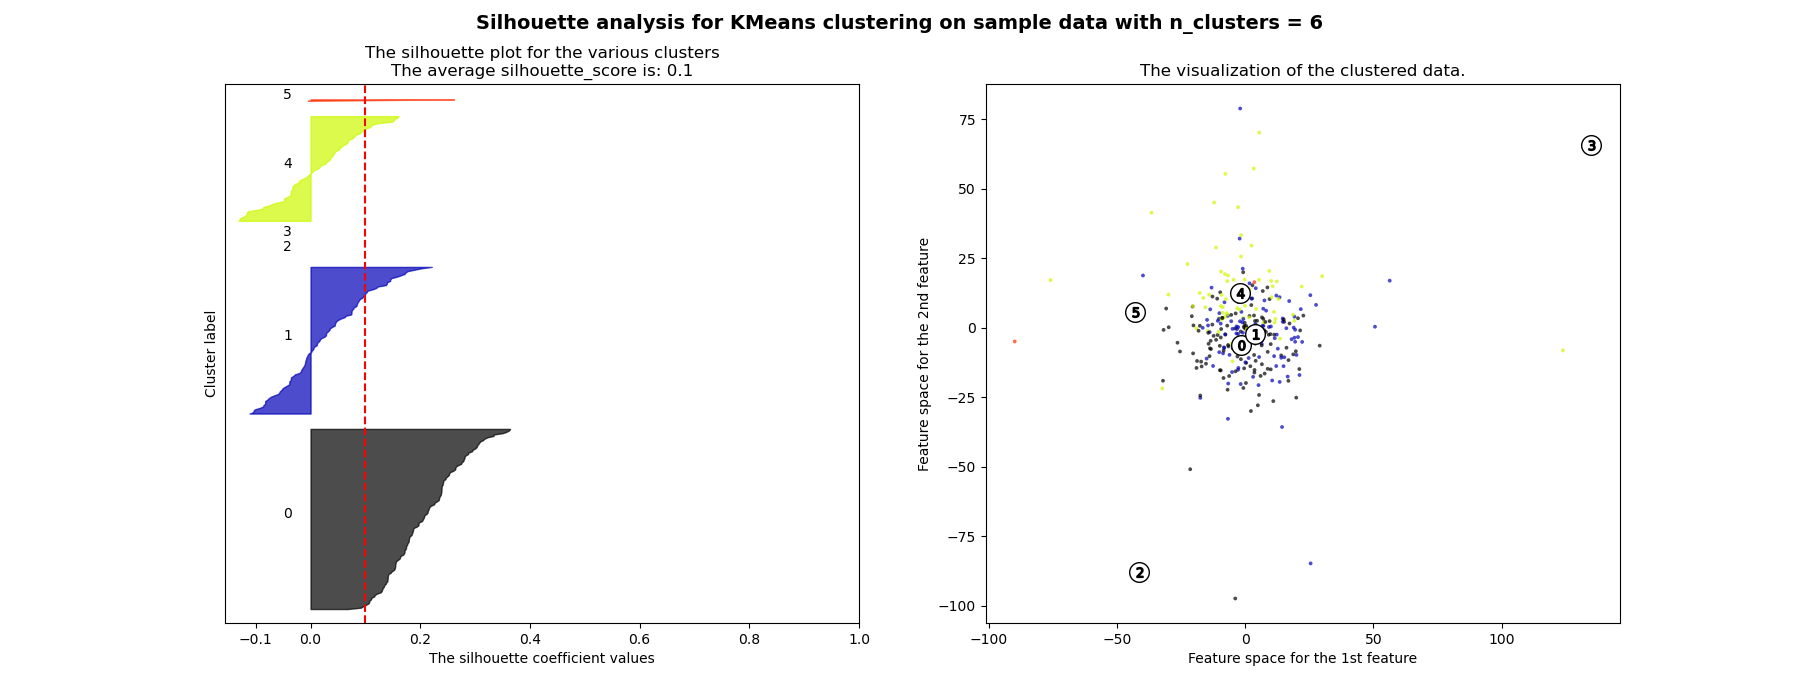 Silhouette analysis for KMeans clustering on sample data with n_clusters = 6
The silhouette plot for the various clusters
The average silhouette_score is: 0.1
5
4
3
2
1
0
Cluster label
−0.1 0.0 0.2 0.4 0.6 0.8 1.0
The silhouette coefficient values
The visualization of the clustered data.
75
50
25
0
−25
−50
−75
−100
Feature space for the 2nd feature
3
4
5
1
0
2
−100 −50 0 50 100
Feature space for the 1st feature